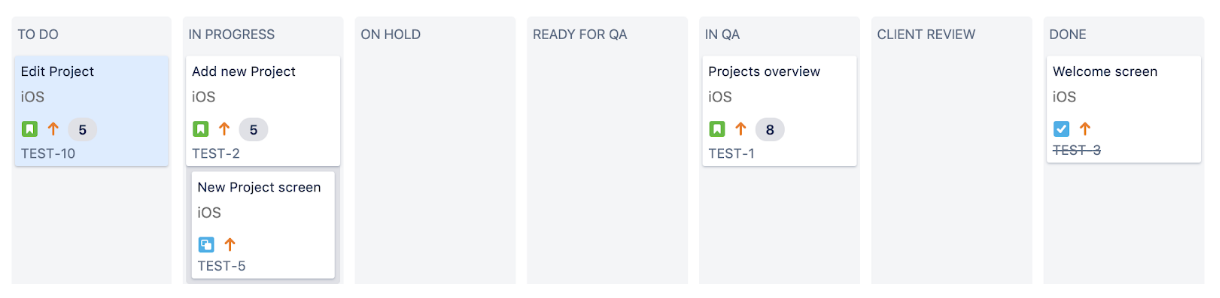 TO DO
Edit Project
iOS
5
TEST-10
IN PROGRESS
Add new Project
iOS
5
TEST-2
New Project screen
iOS
TEST-5
ON HOLD
READY FOR QA
IN QA
Projects overview
iOS
8
TEST-1
CLIENT REVIEW
DONE
Welcome screen
iOS
TEST-3